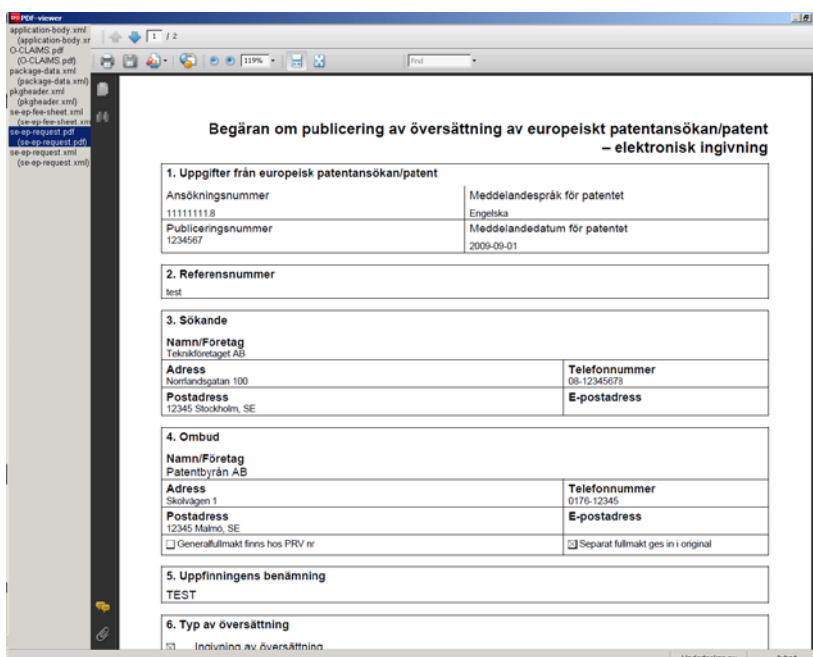 PDF-viewer
application-body.xml
(application-body.xr
O-CLAIMS.pdf
(O-CLAIMS.pdf)
package-data.xml
(package-data.xml)
pkgheader.xml
(pkgheader.xml)
se-ep-fee-sheet.xml
(se-ep-fee-sheet.xm
se-ep-request.pdf
(se-ep-request.pdf)
se-ep-request.xml
(se-ep-request.xml)
1 / 2
119%
Find
Begäran om publicering av översättning av europeiskt patentansökan/patent
– elektronisk ingivning
1. Uppgifter från europeisk patentansökan/patent
Ansökningsnummer Meddelandespråk för patentet
11111111.8 Engelska
Publiceringsnummer Meddelandedatum för patentet
1234567
2009-09-01
2. Referensnummer
test
3. Sökande
Namn/Företag
Teknikföretaget AB
Adress Telefonnummer
Norrlandsgatan 100 08-12345678
Postadress E-postadress
12345 Stockholm, SE
4. Ombud
Namn/Företag
Patentbyrån AB
Adress Telefonnummer
Skolvägen 1 0176-12345
Postadress E-postadress
12345 Malmö, SE
Generalfullmakt finns hos PRV nr Separat fullmakt ges in i original
5. Uppfinningens benämning
TEST
6. Typ av översättning
Ingivning av översättning